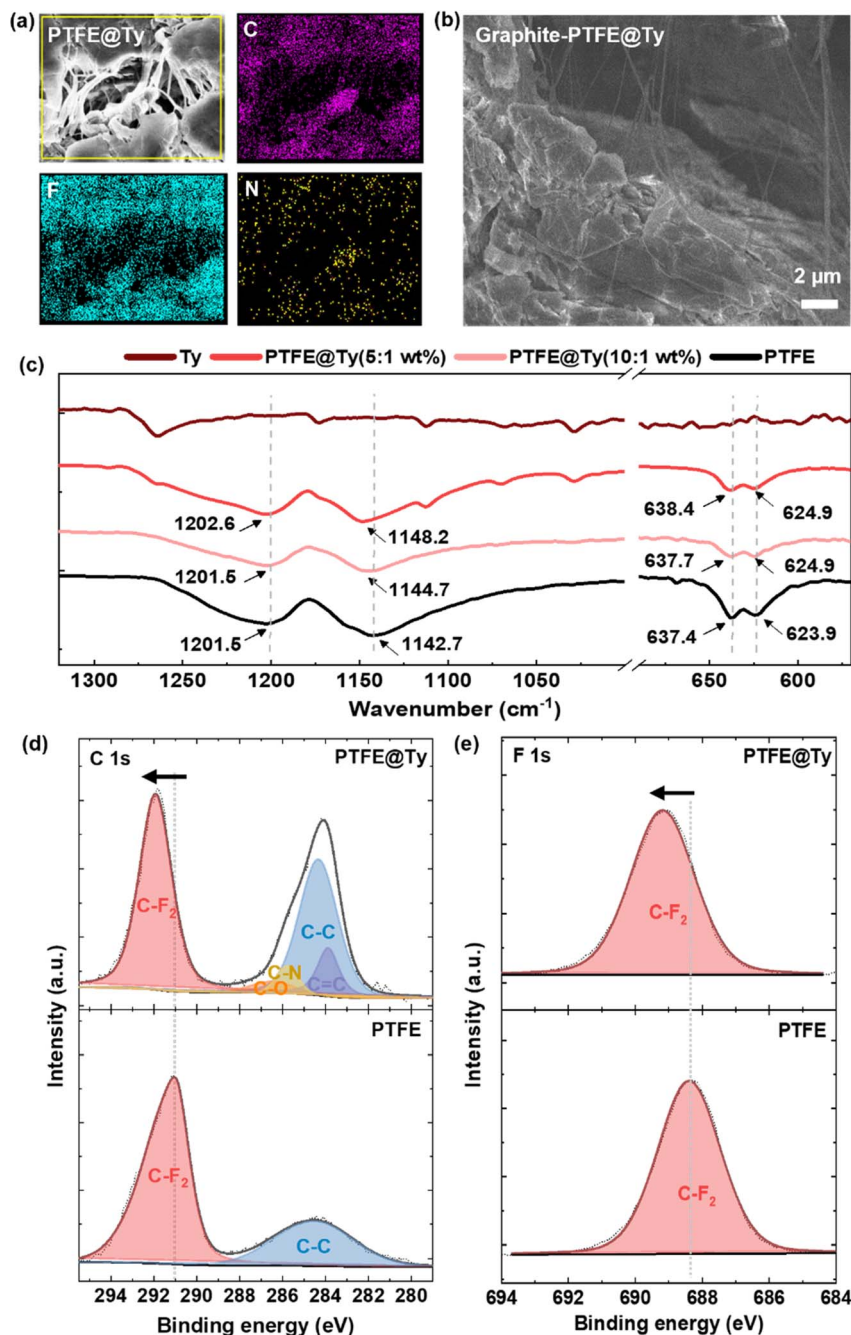 (a)
PTFE@Ty
C
F
N
(b)
Graphite-PTFE@Ty
2 µm
(c)
Ty PTFE@Ty(5:1 wt%) PTFE@Ty(10:1 wt%) PTFE
1202.6 1148.2 638.4 624.9
1201.5 1144.7 637.7 624.9
1201.5 1142.7 637.4 623.9
1300 1250 1200 1150 1100 1050 650 600
Wavenumber (cm⁻¹)
(d)
C 1s PTFE@Ty
C-F₂
C-C
C-N
C-O
C=C
PTFE
C-F₂
C-C
Intensity (a.u.)
294 292 290 288 286 284 282 280
Binding energy (eV)
(e)
F 1s PTFE@Ty
C-F₂
PTFE
C-F₂
Intensity (a.u.)
694 692 690 688 686 684
Binding energy (eV)